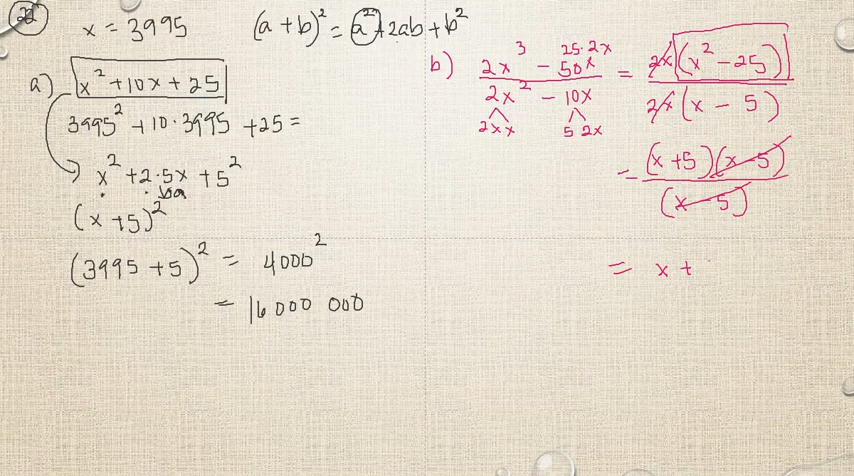 22
x = 3995
(a + b)² = a² + 2ab + b²
a) x² + 10x + 25
3995² + 10·3995 + 25 =
x² + 2·5x + 5²
ba
(x + 5)²
(3995 + 5)² = 4000²
= 16 000 000
25·2x
b) 2x³ - 50x / 2x² - 10x = 2x(x² - 25) / 2x(x - 5)
2x x 5 2x
= (x + 5)(x - 5) / (x - 5)
= x +